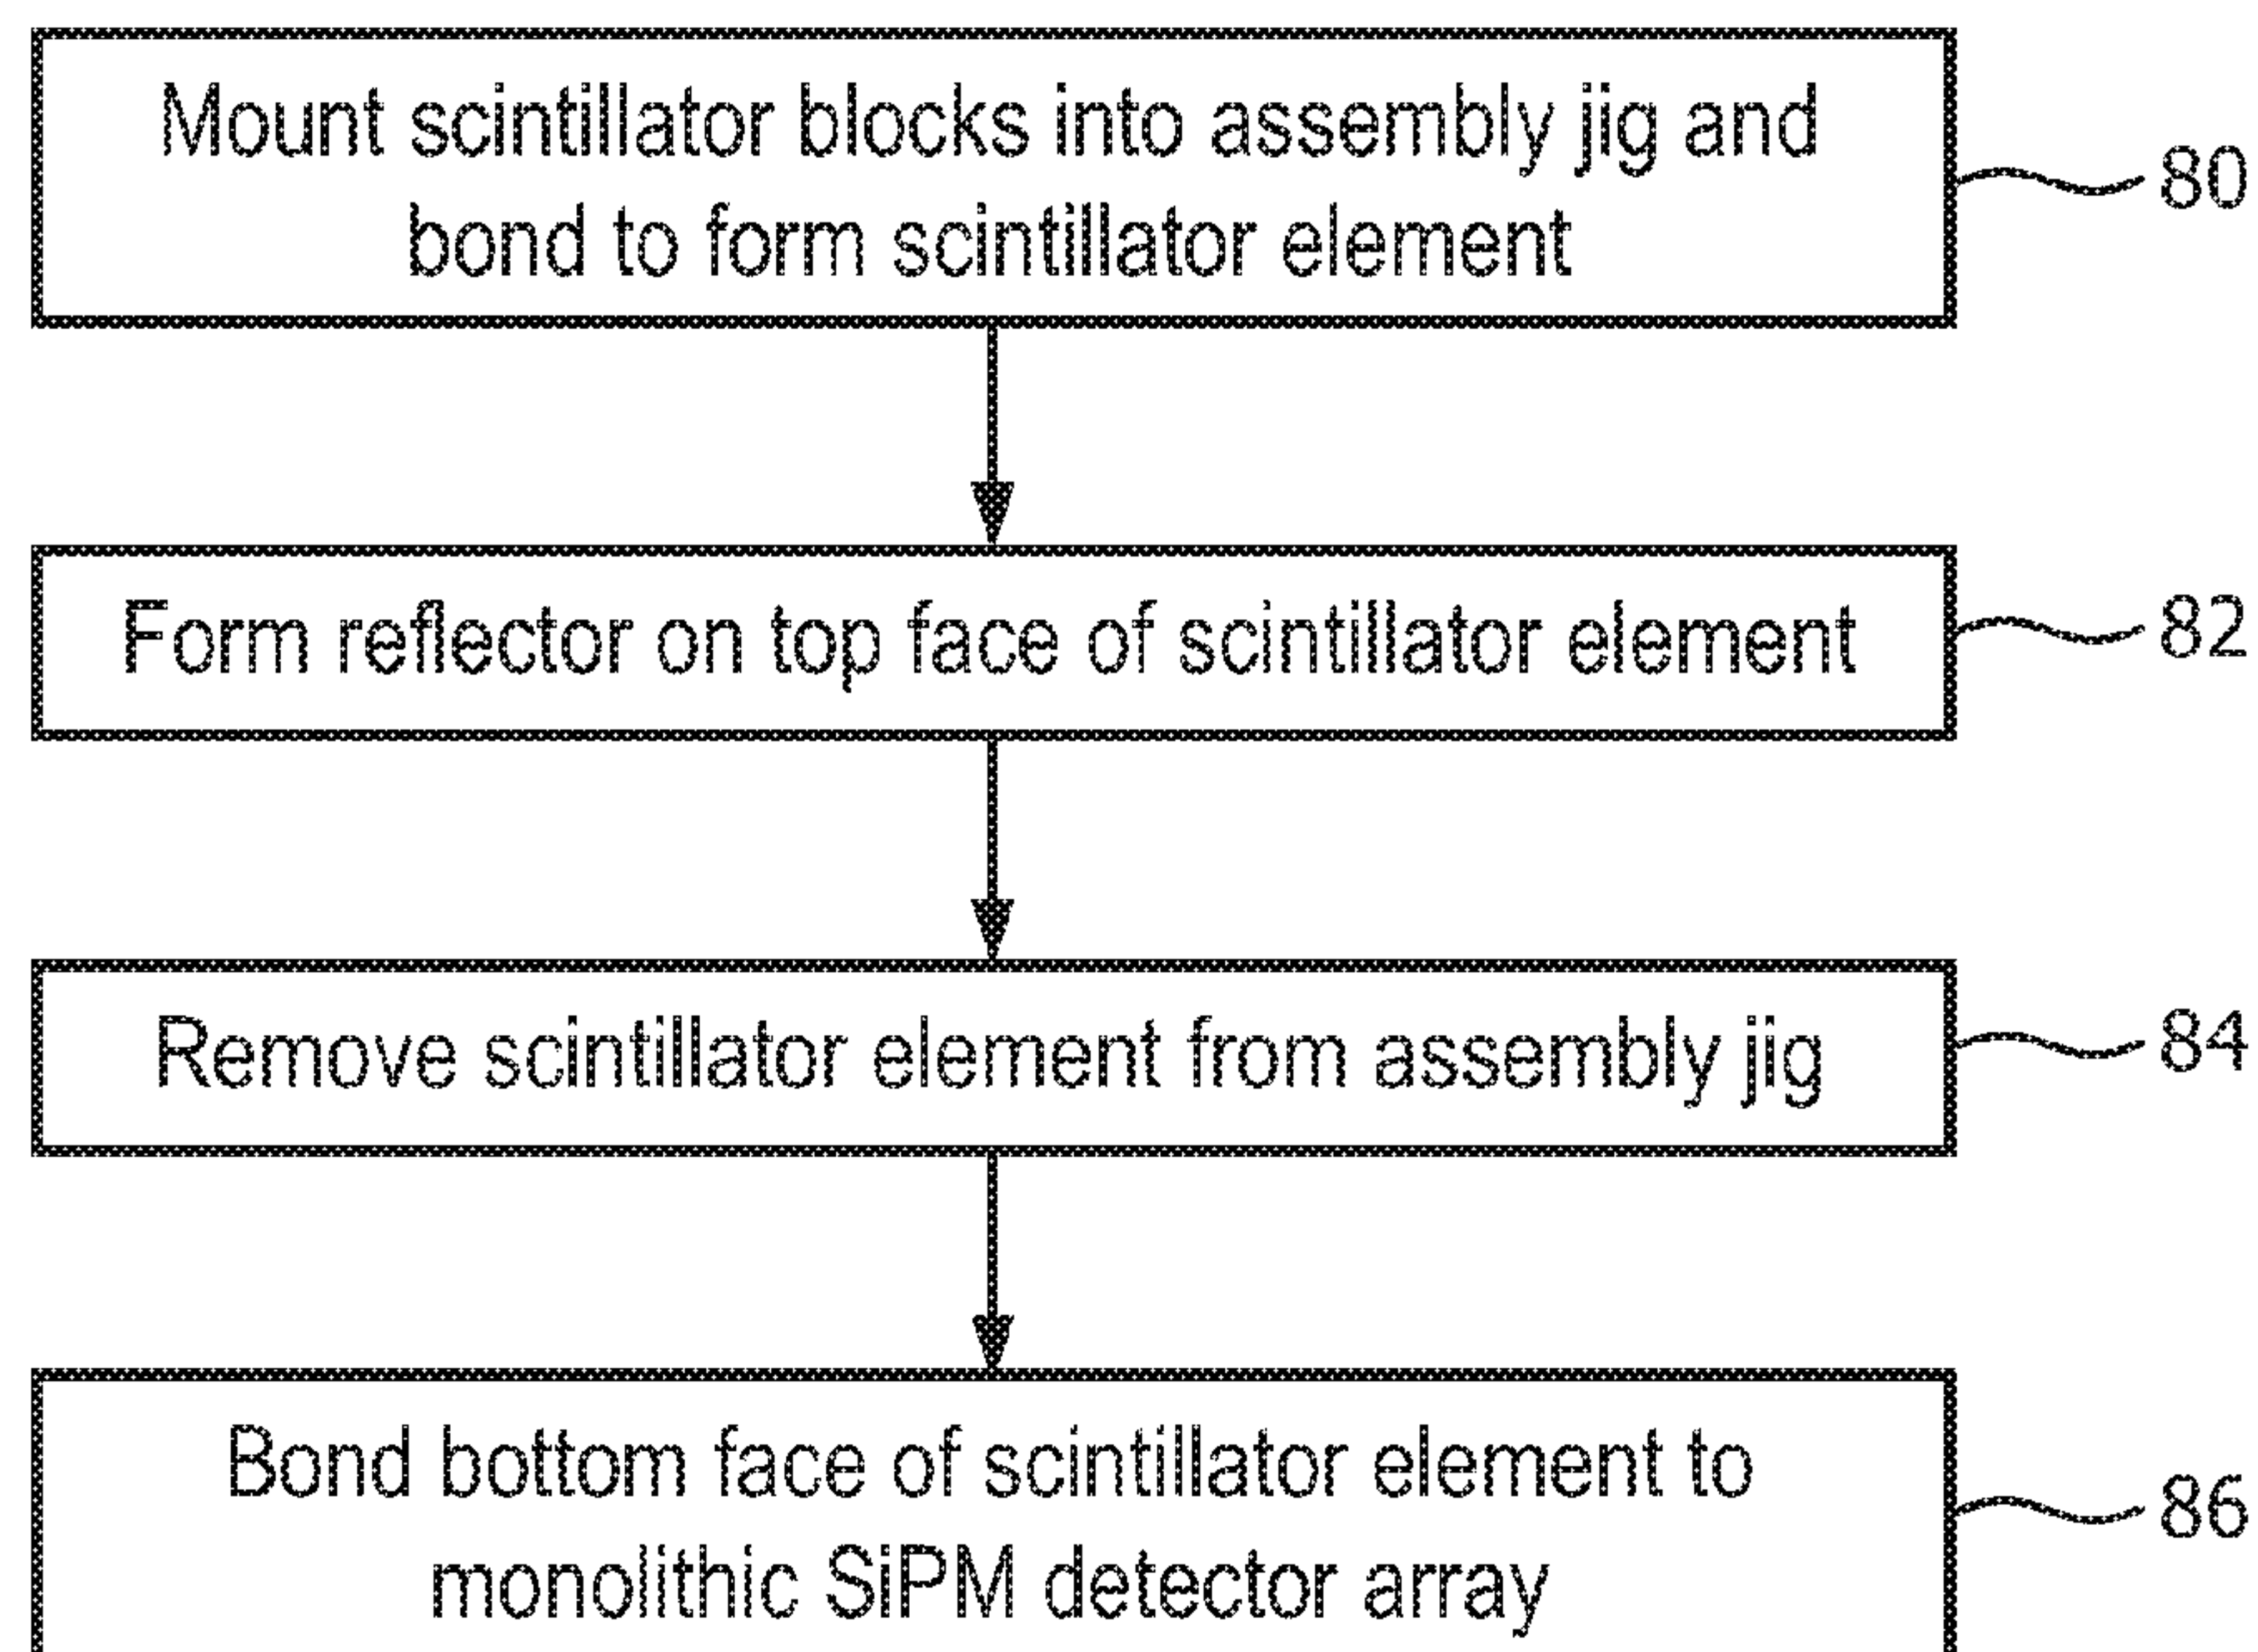 Mount scintillator blocks into assembly jig and
bond to form scintillator element
80
Form reflector on top face of scintillator element
82
Remove scintillator element from assembly jig
84
Bond bottom face of scintillator element to
monolithic SiPM detector array
86